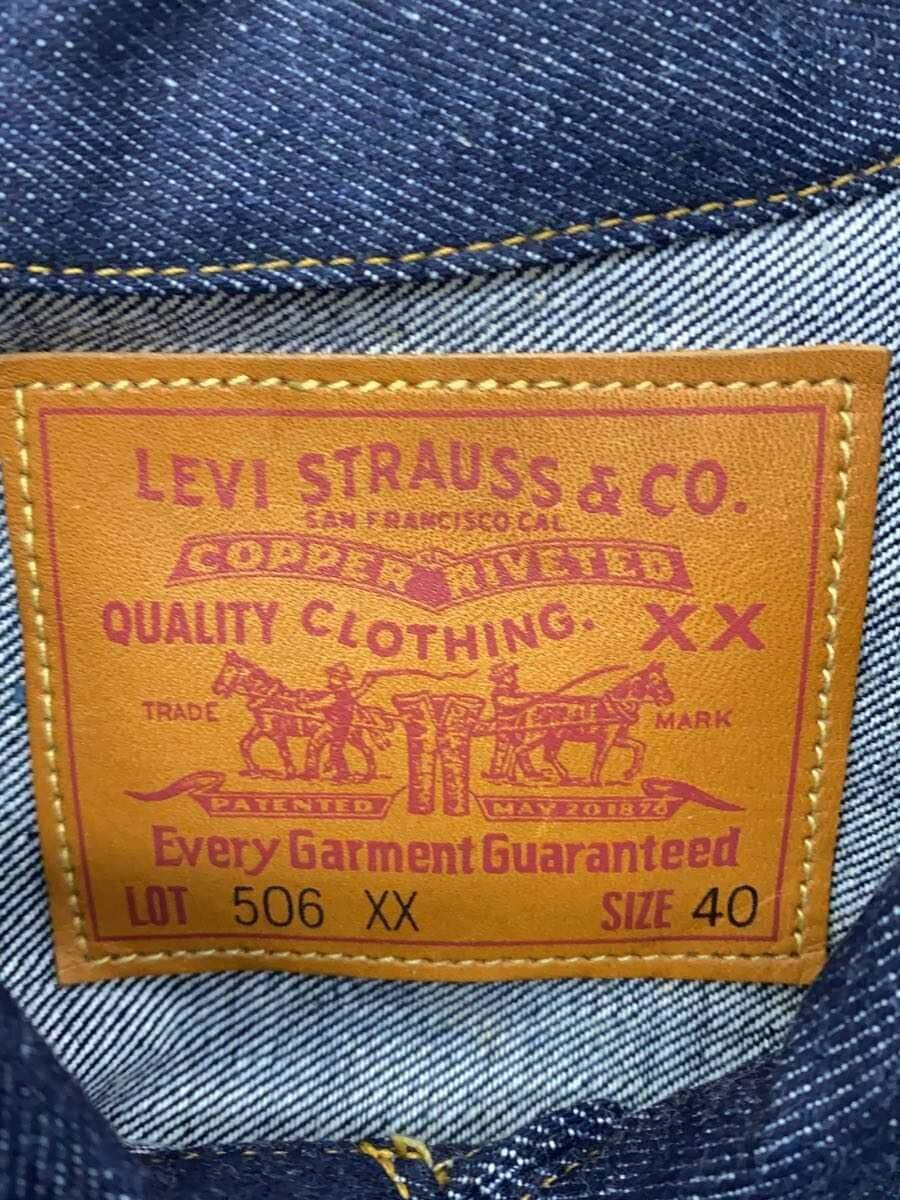 LEVI STRAUSS & CO.
SAN FRANCISCO CAL
COPPER RIVETED
QUALITY CLOTHING. XX
TRADE MARK
PATENTED MAY 20 1873
Every Garment Guaranteed
LOT 506 XX SIZE 40